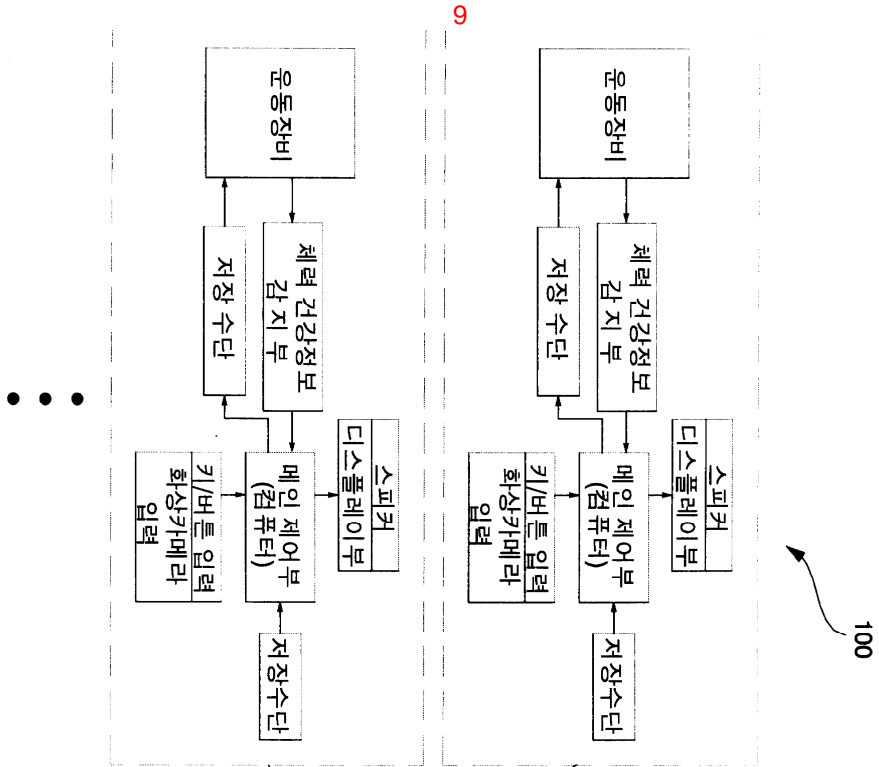 9
100
스피커
디스플레이부
운동장비
체력 건강정보
감 지 부
메인 제어부
(컴퓨터)
저장수단
저장 수단
키/버튼 입력
화상카메라
입력
스피커
디스플레이부
운동장비
체력 건강정보
감 지 부
메인 제어부
(컴퓨터)
저장수단
저장 수단
키/버튼 입력
화상카메라
입력